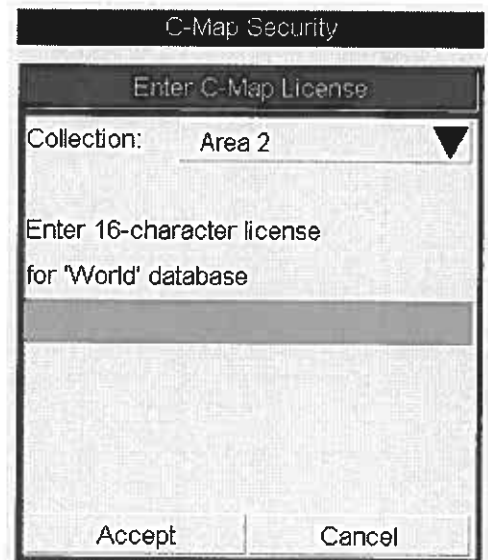 C-Map Security
Enter C-Map License
Collection: Area 2
Enter 16-character license
for 'World' database
Accept Cancel